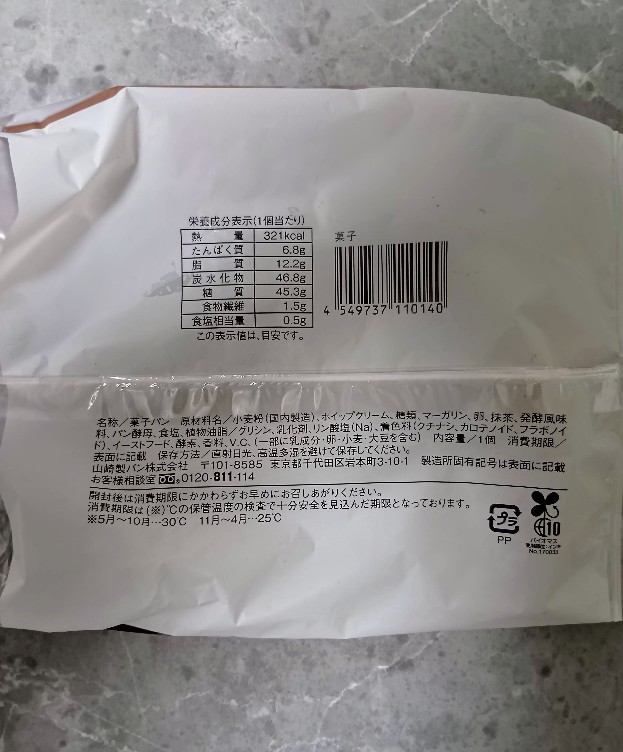 栄養成分表示(1個当たり)
熱量 321kcal
たんぱく質 6.8g
脂質 12.2g
炭水化物 46.8g
糖質 45.3g
食物繊維 1.5g
食塩相当量 0.5g
この表示値は、目安です。
菓子
4 549737 110140
名称/菓子パン 原材料名/小麦粉(国内製造)、ホイップクリーム、糖類、マーガリン、卵、抹茶、発酵風味
料、パン酵母、食塩、植物油脂/グリシン、乳化剤、リン酸塩(Na)、着色料(クチナシ、カロテノイド、フラボノイ
ド)、イーストフード、酵素、香料、V.C、(一部に乳成分・卵・小麦・大豆を含む) 内容量/1個 消費期限/
表面に記載 保存方法/直射日光、高温多湿を避けて保存してください。
山崎製パン株式会社 〒101-8585 東京都千代田区岩本町3-10-1 製造所固有記号は表面に記載
お客様相談室 0120-811-114
開封後は消費期限にかかわらずお早めにお召しあがりください。
消費期限は(※)℃の保管温度の検査で十分安全を見込んだ期限となっております。
※5月〜10月…30℃ 11月〜4月…25℃
プラ
PP
10
バイオマス
No.170033